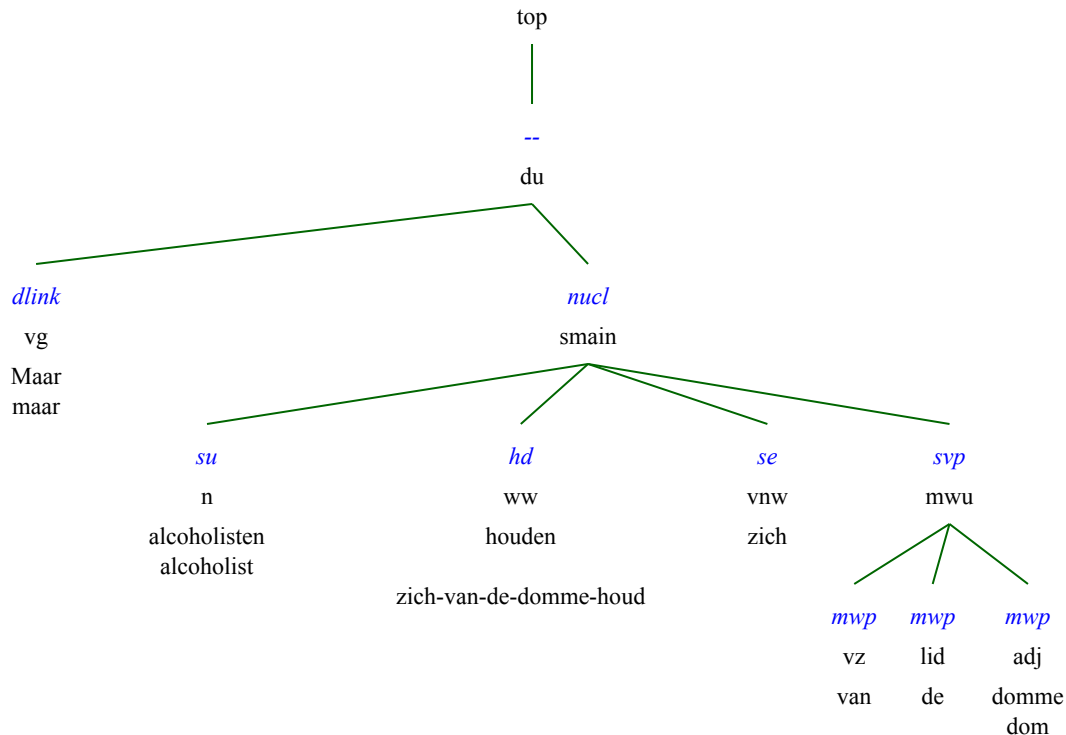 top
--
du
dlink nucl
vg smain
Maar
maar
su hd se svp
n ww vnw mwu
alcoholisten houden zich
alcoholist
zich-van-de-domme-houd
mwp mwp mwp
vz lid adj
van de domme
dom